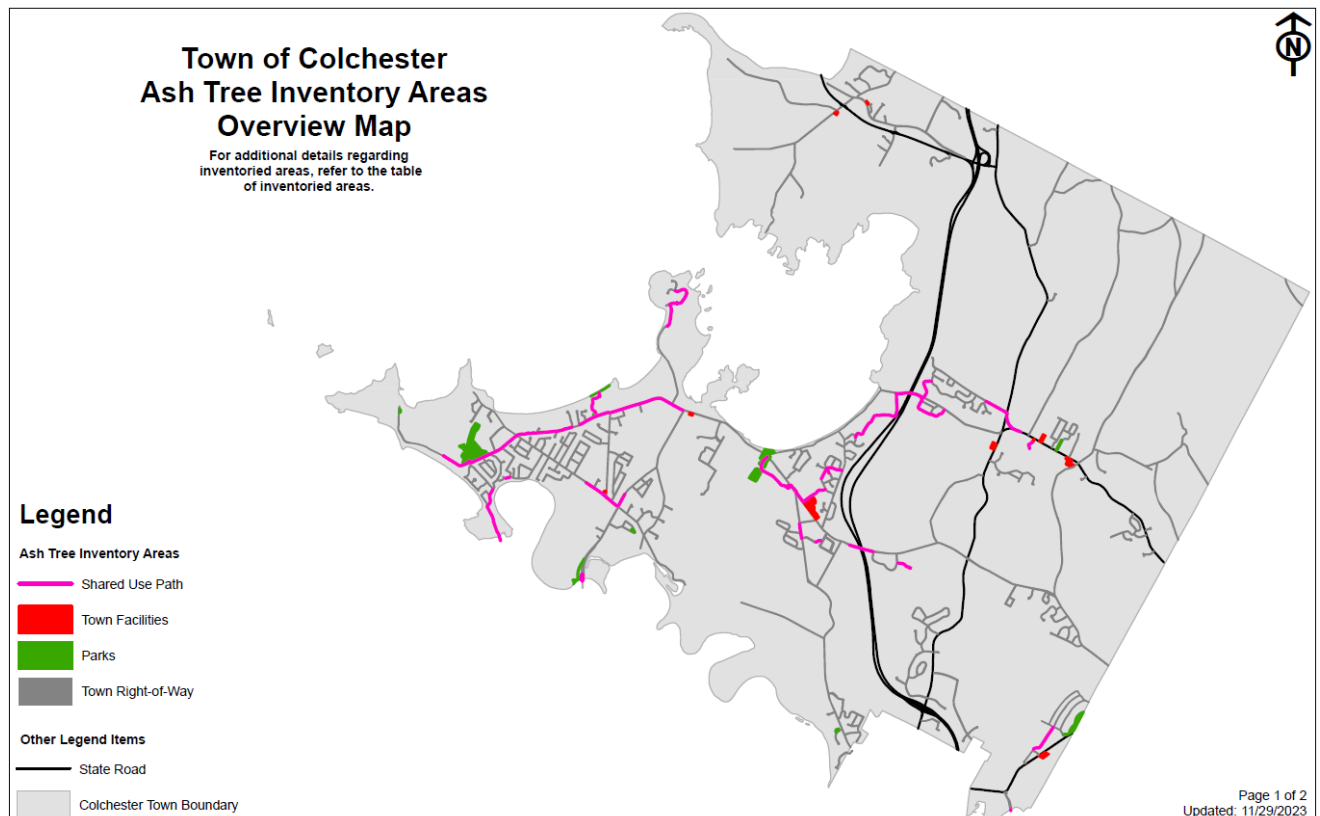 Town of Colchester
Ash Tree Inventory Areas
Overview Map
For additional details regarding
inventoried areas, refer to the table
of inventoried areas.
N
Legend
Ash Tree Inventory Areas
Shared Use Path
Town Facilities
Parks
Town Right-of-Way
Other Legend Items
State Road
Colchester Town Boundary
Page 1 of 2
Updated: 11/29/2023